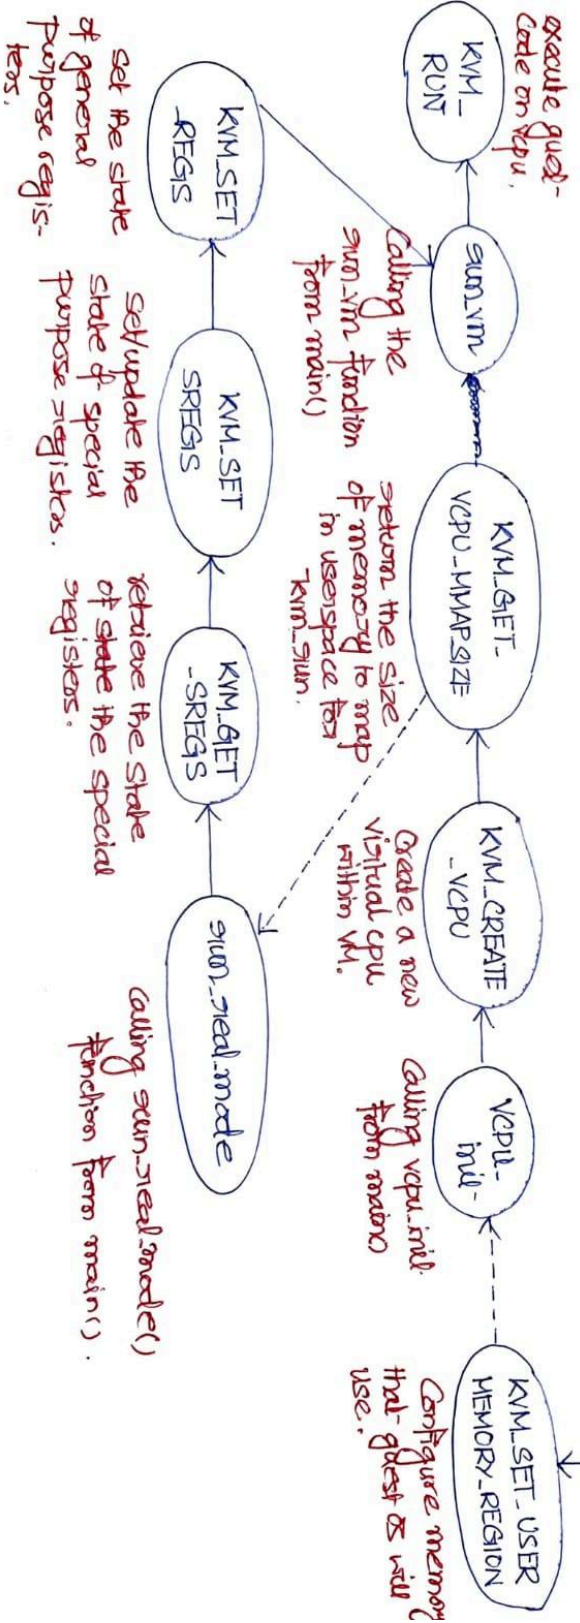 execute guest-
code on vcpu.
KVM_
RUN
run_vm
Calling the
run_vm function
from main()
KVM_GET_
VCPU_MMAP_SIZE
return the size
of memory to map
in userspace for
kvm_run.
KVM_CREATE
_VCPU
Create a new
virtual cpu
within VM.
VCPU_
init
Calling vcpu_init
from main()
KVM_SET_USER
MEMORY_REGION
Configure memory
that guest os will
use.
KVM_SET
_REGS
set the state
of general
purpose regis-
ters.
KVM_SET
SREGS
Set/update the
state of special
purpose registers.
KVM_GET
_SREGS
retrieve the State
of state the special
registers.
run_real_mode
Calling run_real_mode()
function from main().